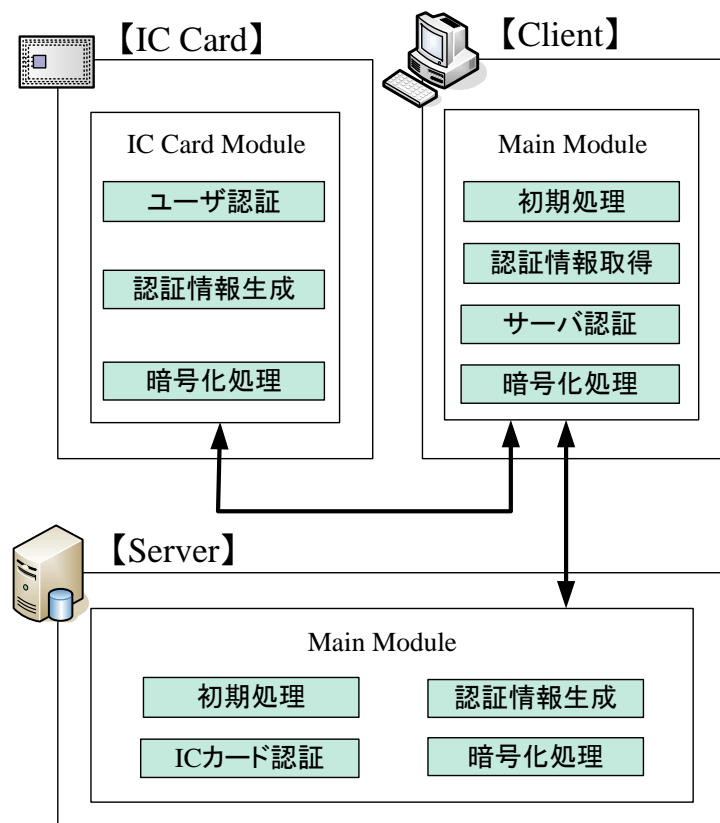 【IC Card】
IC Card Module
ユーザ認証
認証情報生成
暗号化処理
【Client】
Main Module
初期処理
認証情報取得
サーバ認証
暗号化処理
【Server】
Main Module
初期処理
認証情報生成
ICカード認証
暗号化処理